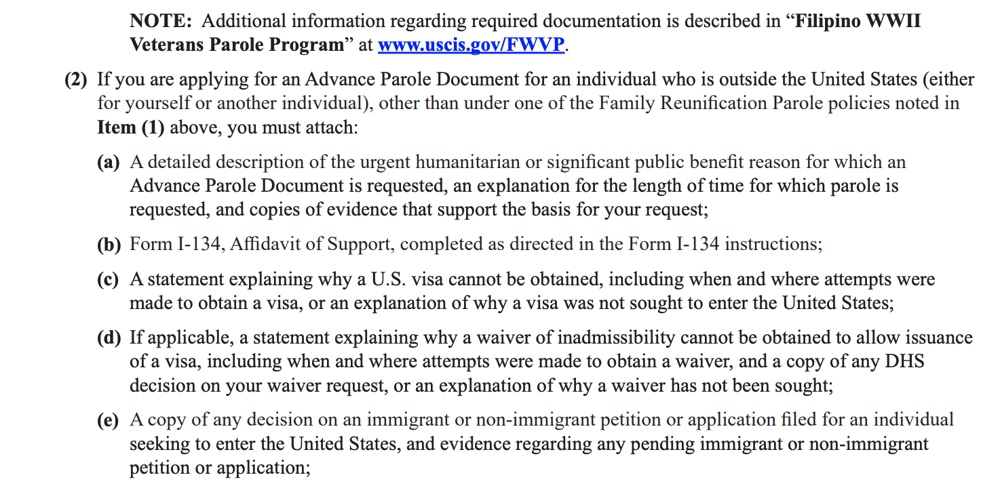 NOTE: Additional information regarding required documentation is described in “Filipino WWII
Veterans Parole Program” at www.uscis.gov/FWVP.
(2) If you are applying for an Advance Parole Document for an individual who is outside the United States (either
for yourself or another individual), other than under one of the Family Reunification Parole policies noted in
Item (1) above, you must attach:
(a) A detailed description of the urgent humanitarian or significant public benefit reason for which an
Advance Parole Document is requested, an explanation for the length of time for which parole is
requested, and copies of evidence that support the basis for your request;
(b) Form I-134, Affidavit of Support, completed as directed in the Form I-134 instructions;
(c) A statement explaining why a U.S. visa cannot be obtained, including when and where attempts were
made to obtain a visa, or an explanation of why a visa was not sought to enter the United States;
(d) If applicable, a statement explaining why a waiver of inadmissibility cannot be obtained to allow issuance
of a visa, including when and where attempts were made to obtain a waiver, and a copy of any DHS
decision on your waiver request, or an explanation of why a waiver has not been sought;
(e) A copy of any decision on an immigrant or non-immigrant petition or application filed for an individual
seeking to enter the United States, and evidence regarding any pending immigrant or non-immigrant
petition or application;